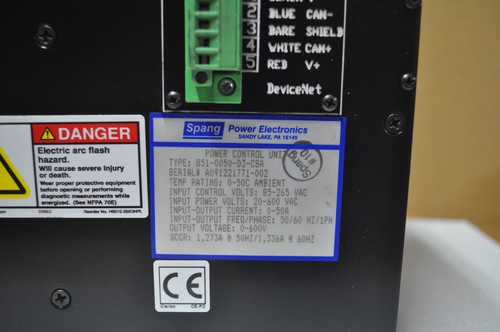 2 BLUE CAN-
3 BARE SHIELD
4 WHITE CAN+
5 RED V+
DeviceNet
DANGER
Electric arc flash
hazard.
Will cause severe injury
or death.
Wear proper protective equipment
before opening or performing
diagnostic measurements while
energized. (See NFPA 70E)
Spang Power Electronics
SANDY LAKE, PA 16145
POWER CONTROL UNIT
TYPE: 851-0050-D3-CSA
SERIAL# A091221771-002
TEMP RATING: 0-50C AMBIENT
INPUT CONTROL VOLTS: 85-265 VAC
INPUT POWER VOLTS: 20-600 VAC
INPUT-OUTPUT CURRENT: 0-50A
INPUT-OUTPUT FREQ/PHASE: 50/60 HZ/1PH
OUTPUT VOLTAGE: 0-600V
SCCR: 1,273A @ 50HZ/1,336A @ 60HZ
Spang
#10
CE